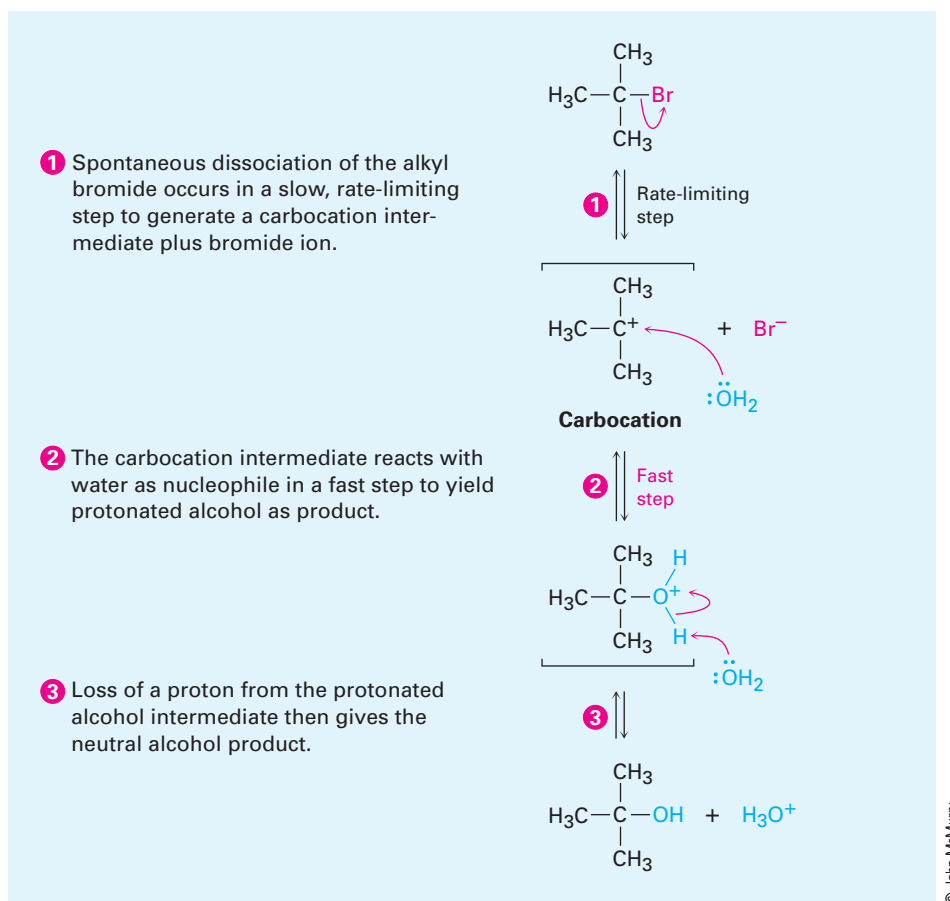 CH3
H3C—C—Br
CH3
1 Spontaneous dissociation of the alkyl
bromide occurs in a slow, rate-limiting
step to generate a carbocation inter-
mediate plus bromide ion.
1 Rate-limiting
step
CH3
H3C—C+ + Br−
CH3
:ÖH2
Carbocation
2 The carbocation intermediate reacts with
water as nucleophile in a fast step to yield
protonated alcohol as product.
2 Fast
step
CH3 H
H3C—C—O+
CH3 H
:ÖH2
3 Loss of a proton from the protonated
alcohol intermediate then gives the
neutral alcohol product.
3
CH3
H3C—C—OH + H3O+
CH3
© John McMurry